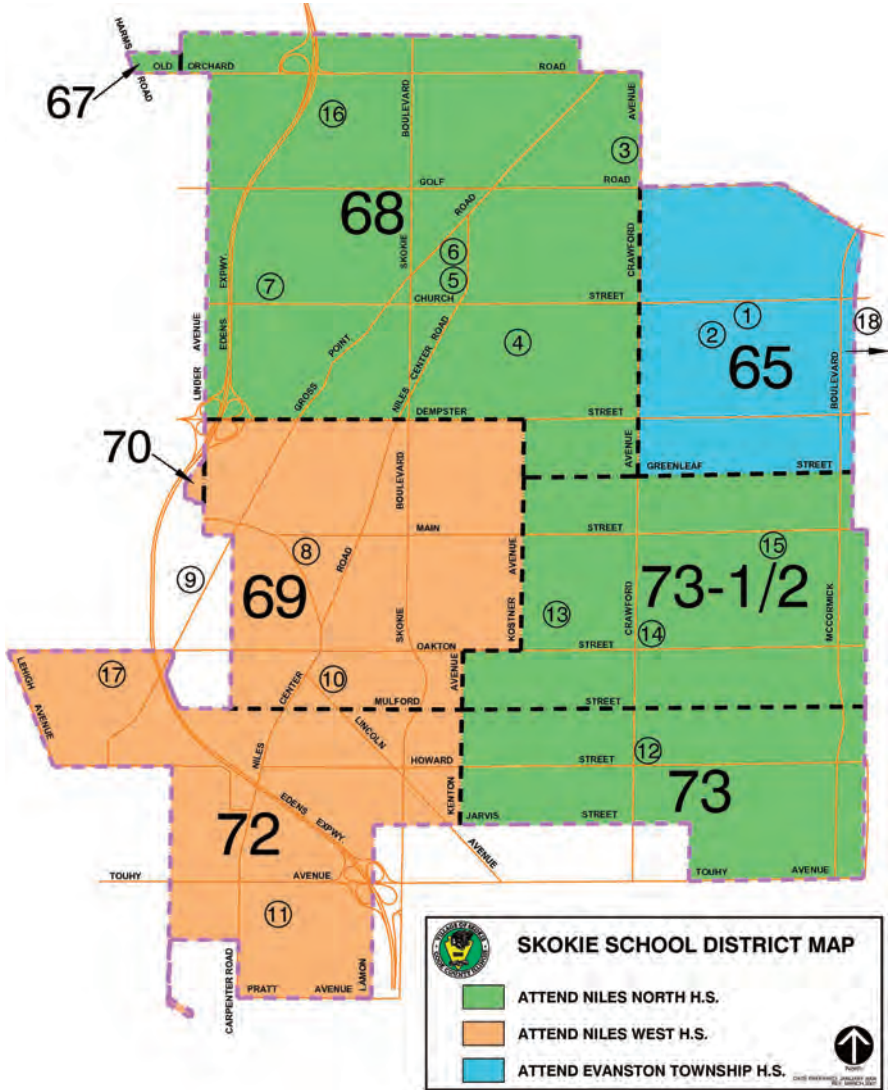 HARMS
ROAD
OLD
ORCHARD
ROAD
67
16
BOULEVARD
AVENUE
3
GOLF
ROAD
68
ROAD
SKOKIE
6
5
CRAWFORD
EDENS
EXPWY.
7
CHURCH
STREET
1
18
2
65
BOULEVARD
LINDER
AVENUE
POINT
GROSS
NILES CENTER ROAD
4
DEMPSTER
STREET
70
AVENUE
GREENLEAF
STREET
BOULEVARD
MAIN
STREET
8
ROAD
AVENUE
15
9
69
73-1/2
SKOKIE
KOSTNER
13
CRAWFORD
14
MCCORMICK
OAKTON
STREET
LEHIGH
AVENUE
17
CENTER
10
MULFORD
AVENUE
STREET
NILES
LINCOLN
AVENUE
HOWARD
STREET
12
EDENS
EXPWY.
KENTON
JARVIS
STREET
73
72
TOUHY
AVENUE
TOUHY
AVENUE
11
CARPENTER ROAD
PRATT
AVENUE
LAMON
SKOKIE SCHOOL DISTRICT MAP
ATTEND NILES NORTH H.S.
ATTEND NILES WEST H.S.
ATTEND EVANSTON TOWNSHIP H.S.
North